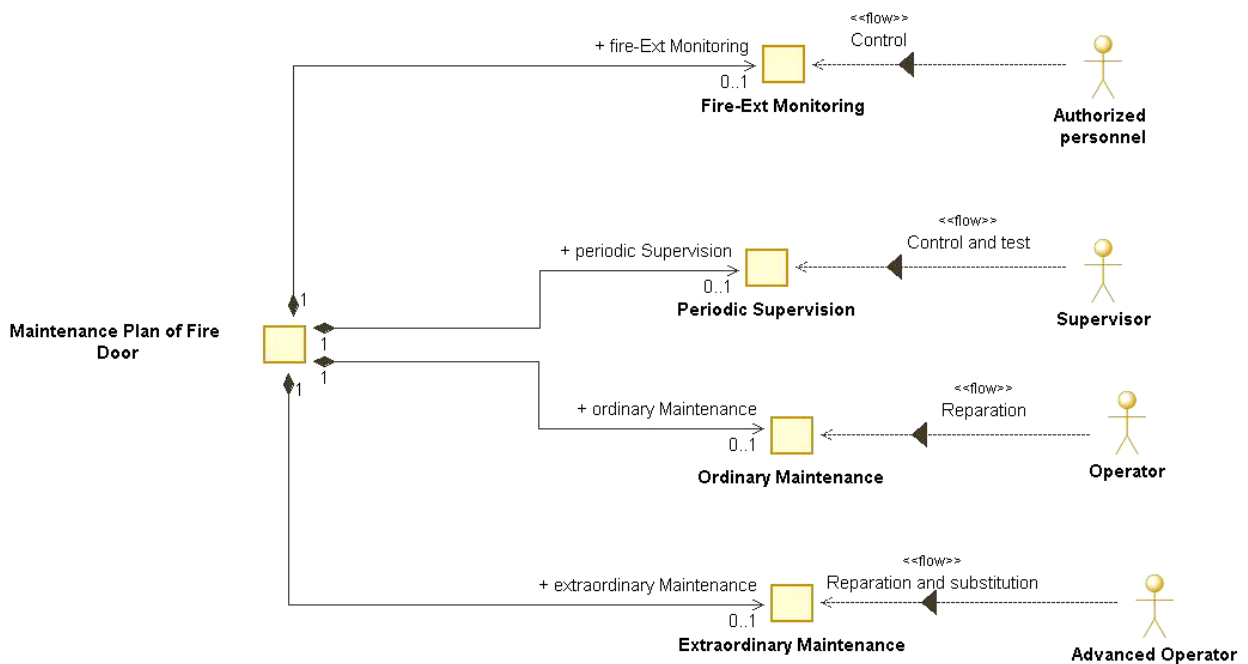 <<flow>>
Control
+ fire-Ext Monitoring
0..1
Fire-Ext Monitoring
Authorized
personnel
<<flow>>
Control and test
+ periodic Supervision
0..1
Periodic Supervision
Supervisor
1
1
Maintenance Plan of Fire
Door
1
1
<<flow>>
Reparation
+ ordinary Maintenance
0..1
Ordinary Maintenance
Operator
<<flow>>
Reparation and substitution
+ extraordinary Maintenance
0..1
Extraordinary Maintenance
Advanced Operator